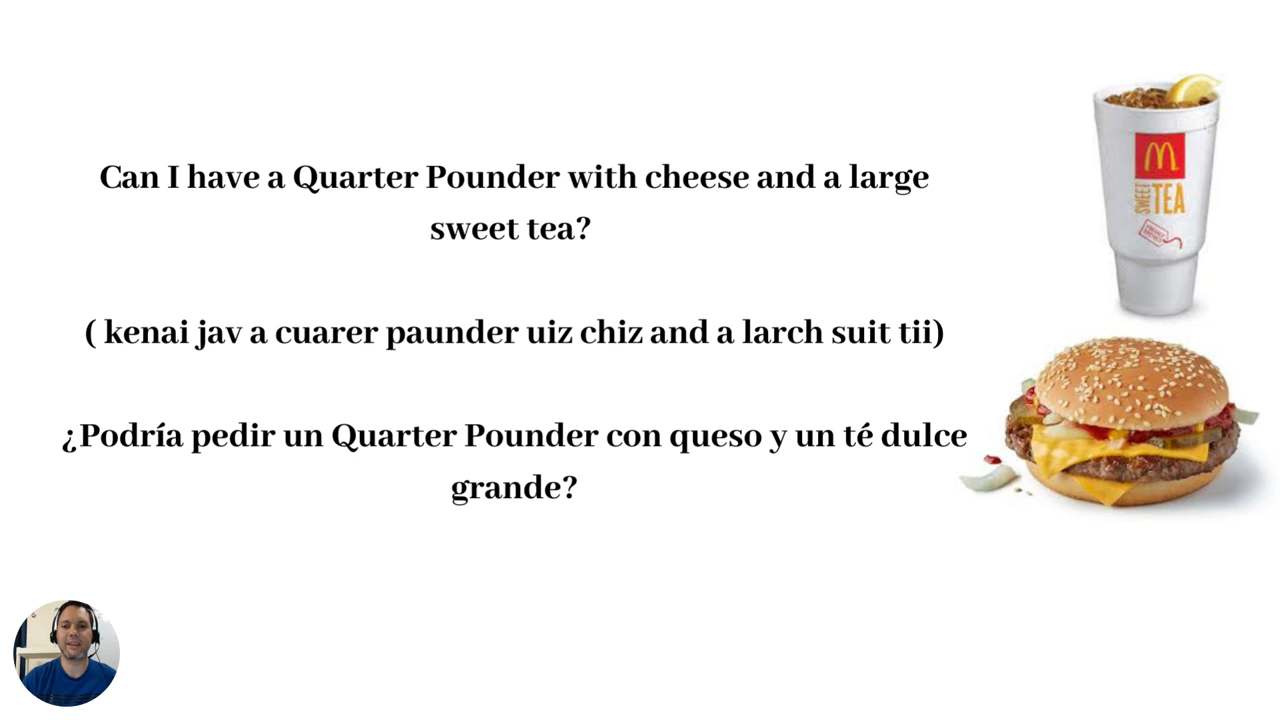 Can I have a Quarter Pounder with cheese and a large
sweet tea?
( kenai jav a cuarer paunder uiz chiz and a larch suit tii)
¿Podría pedir un Quarter Pounder con queso y un té dulce
grande?
SWEET TEA